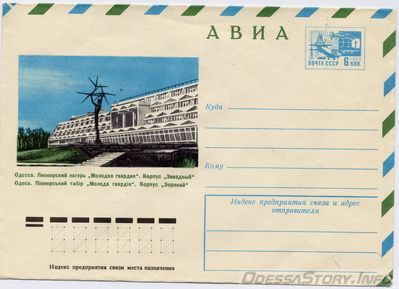 АВИА
ПОЧТА СССР 6 КОП.
Куда
Кому
Одесса. Пионерский лагерь „Молодая гвардия“. Корпус „Звездный“
Одеса. Піонерський табір „Молода гвардія“. Корпус „Зоряний“
Индекс предприятия связи и адрес
отправителя
Индекс предприятия связи места назначения
OdessaStory.Info